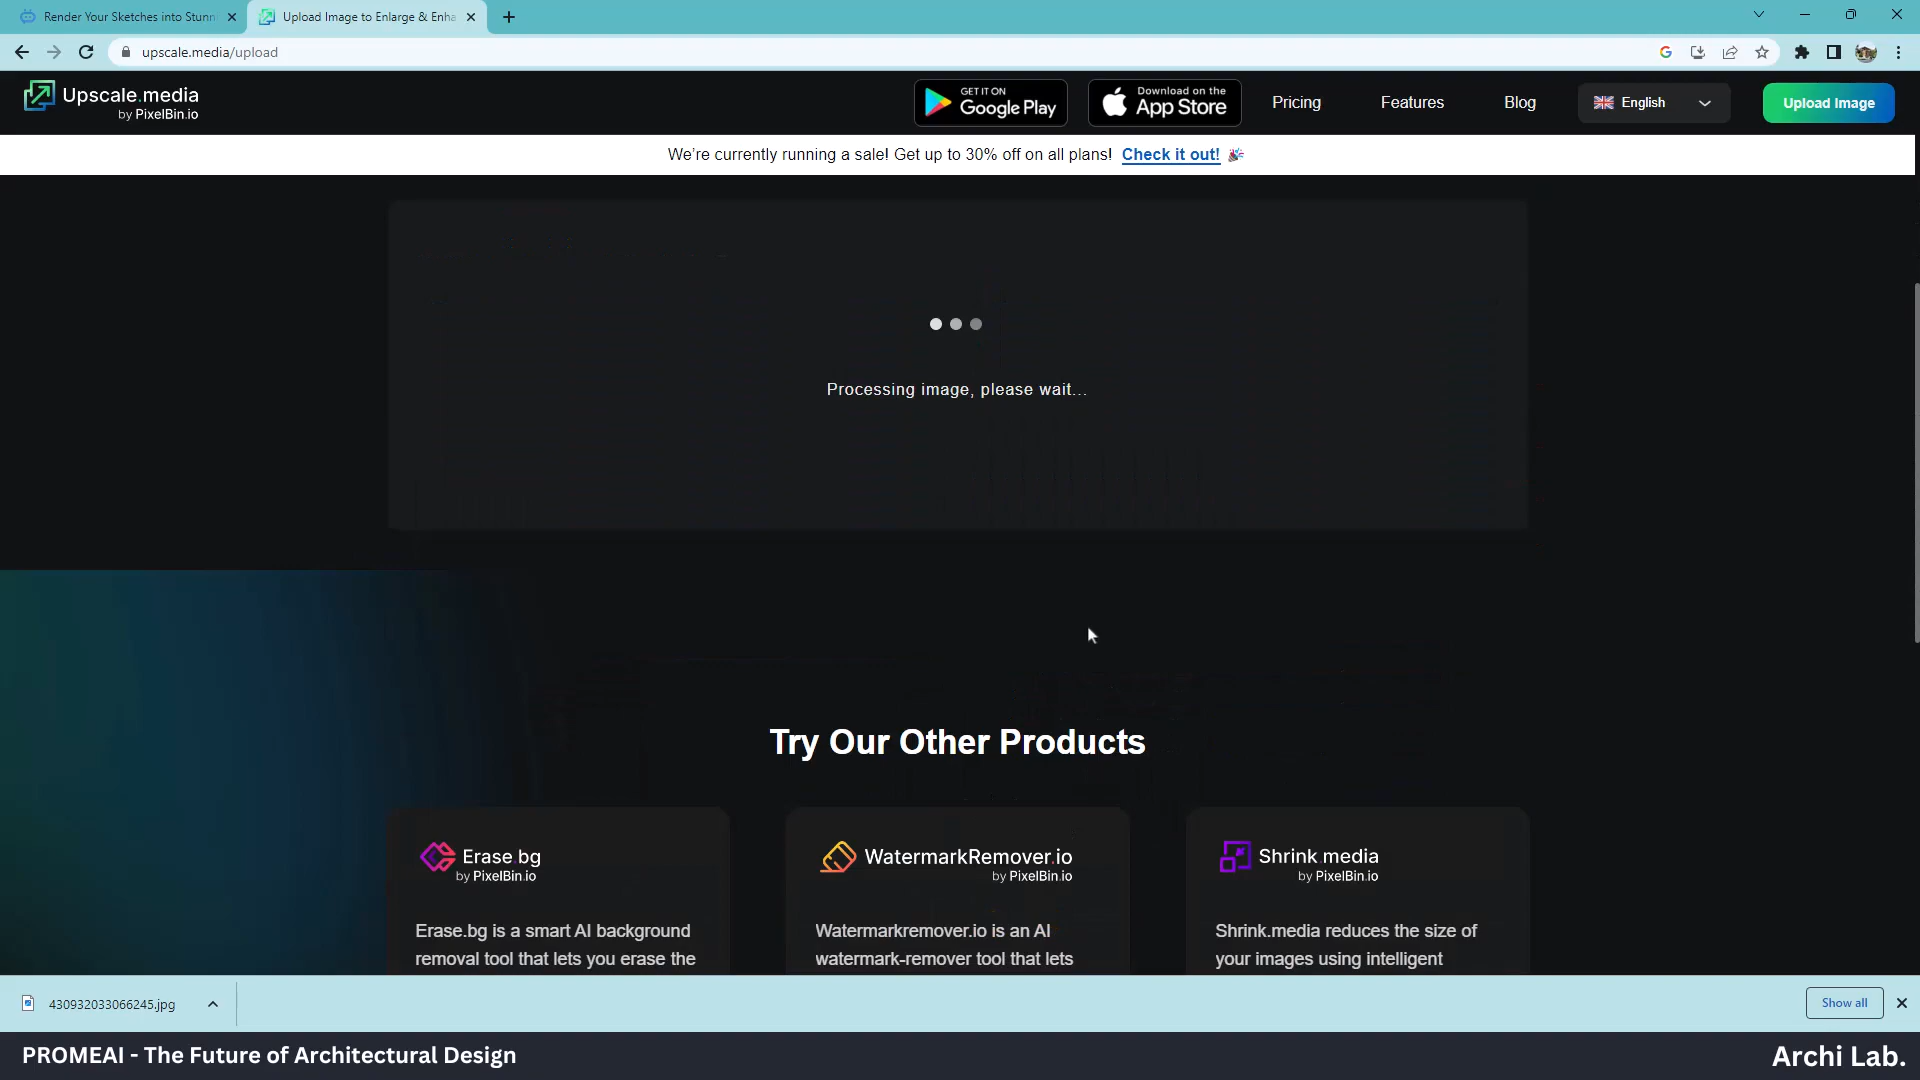 Render Your Sketches into Stunn
Upload Image to Enlarge & Enha
upscale.media/upload
Upscale.media
by PixelBin.io
GET IT ON
Google Play
Download on the
App Store
Pricing
Features
Blog
English
Upload Image
We're currently running a sale! Get up to 30% off on all plans! Check it out!
Processing image, please wait...
Try Our Other Products
Erase.bg
by PixelBin.io
WatermarkRemover.io
by PixelBin.io
Shrink.media
by PixelBin.io
Erase.bg is a smart AI background
removal tool that lets you erase the
Watermarkremover.io is an AI
watermark-remover tool that lets
Shrink.media reduces the size of
your images using intelligent
430932033066245.jpg
Show all
PROMEAI - The Future of Architectural Design
Archi Lab.